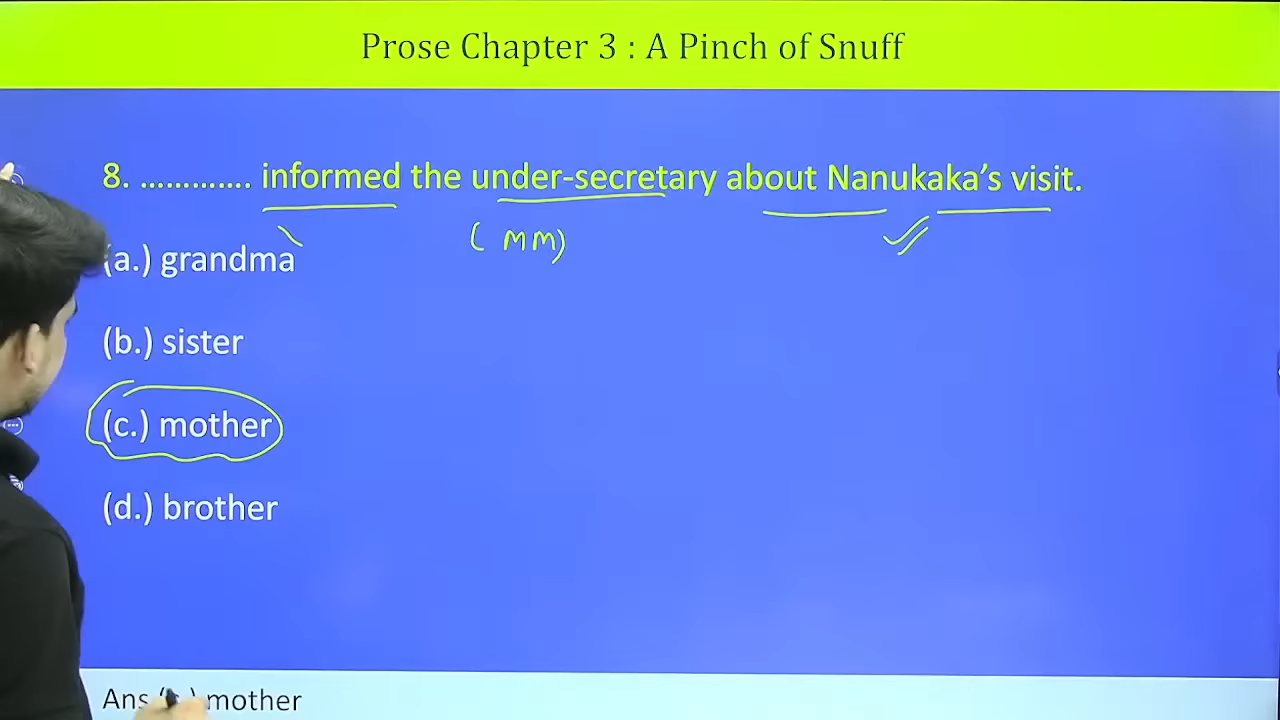 Prose Chapter 3 : A Pinch of Snuff
8. ............. informed the under-secretary about Nanukaka's visit.
( MM)
(a.) grandma
(b.) sister
(c.) mother
(d.) brother
Ans (c.) mother